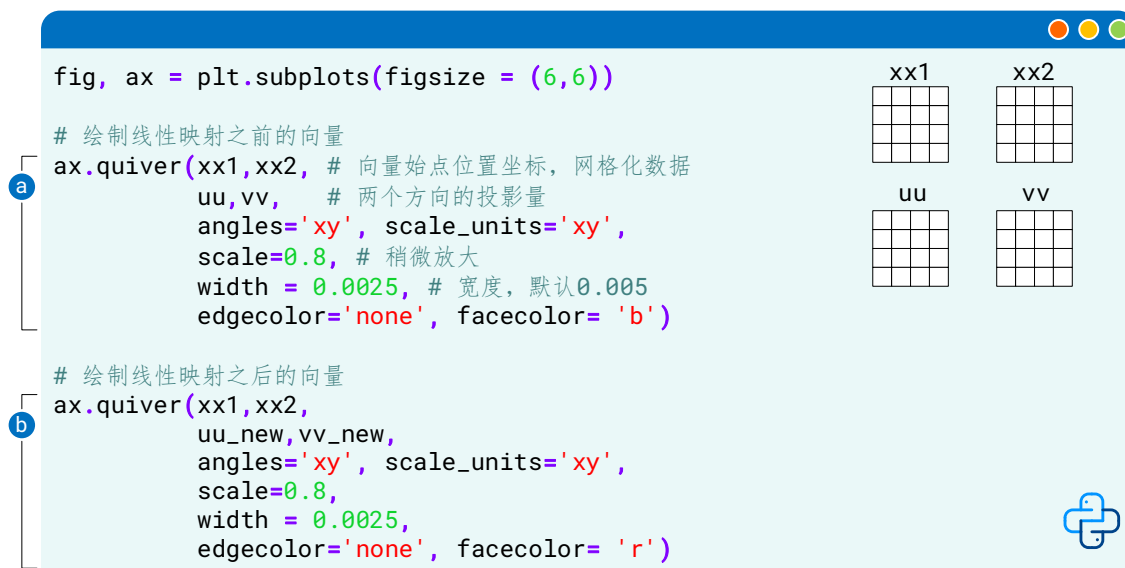 fig, ax = plt.subplots(figsize = (6,6))
# 绘制线性映射之前的向量
ax.quiver(xx1,xx2, # 向量始点位置坐标，网格化数据
uu,vv,   # 两个方向的投影量
angles='xy', scale_units='xy',
scale=0.8, # 稍微放大
width = 0.0025, # 宽度，默认0.005
edgecolor='none', facecolor= 'b')
# 绘制线性映射之后的向量
ax.quiver(xx1,xx2,
uu_new,vv_new,
angles='xy', scale_units='xy',
scale=0.8,
width = 0.0025,
edgecolor='none', facecolor= 'r')
a
b
xx1 xx2
uu vv